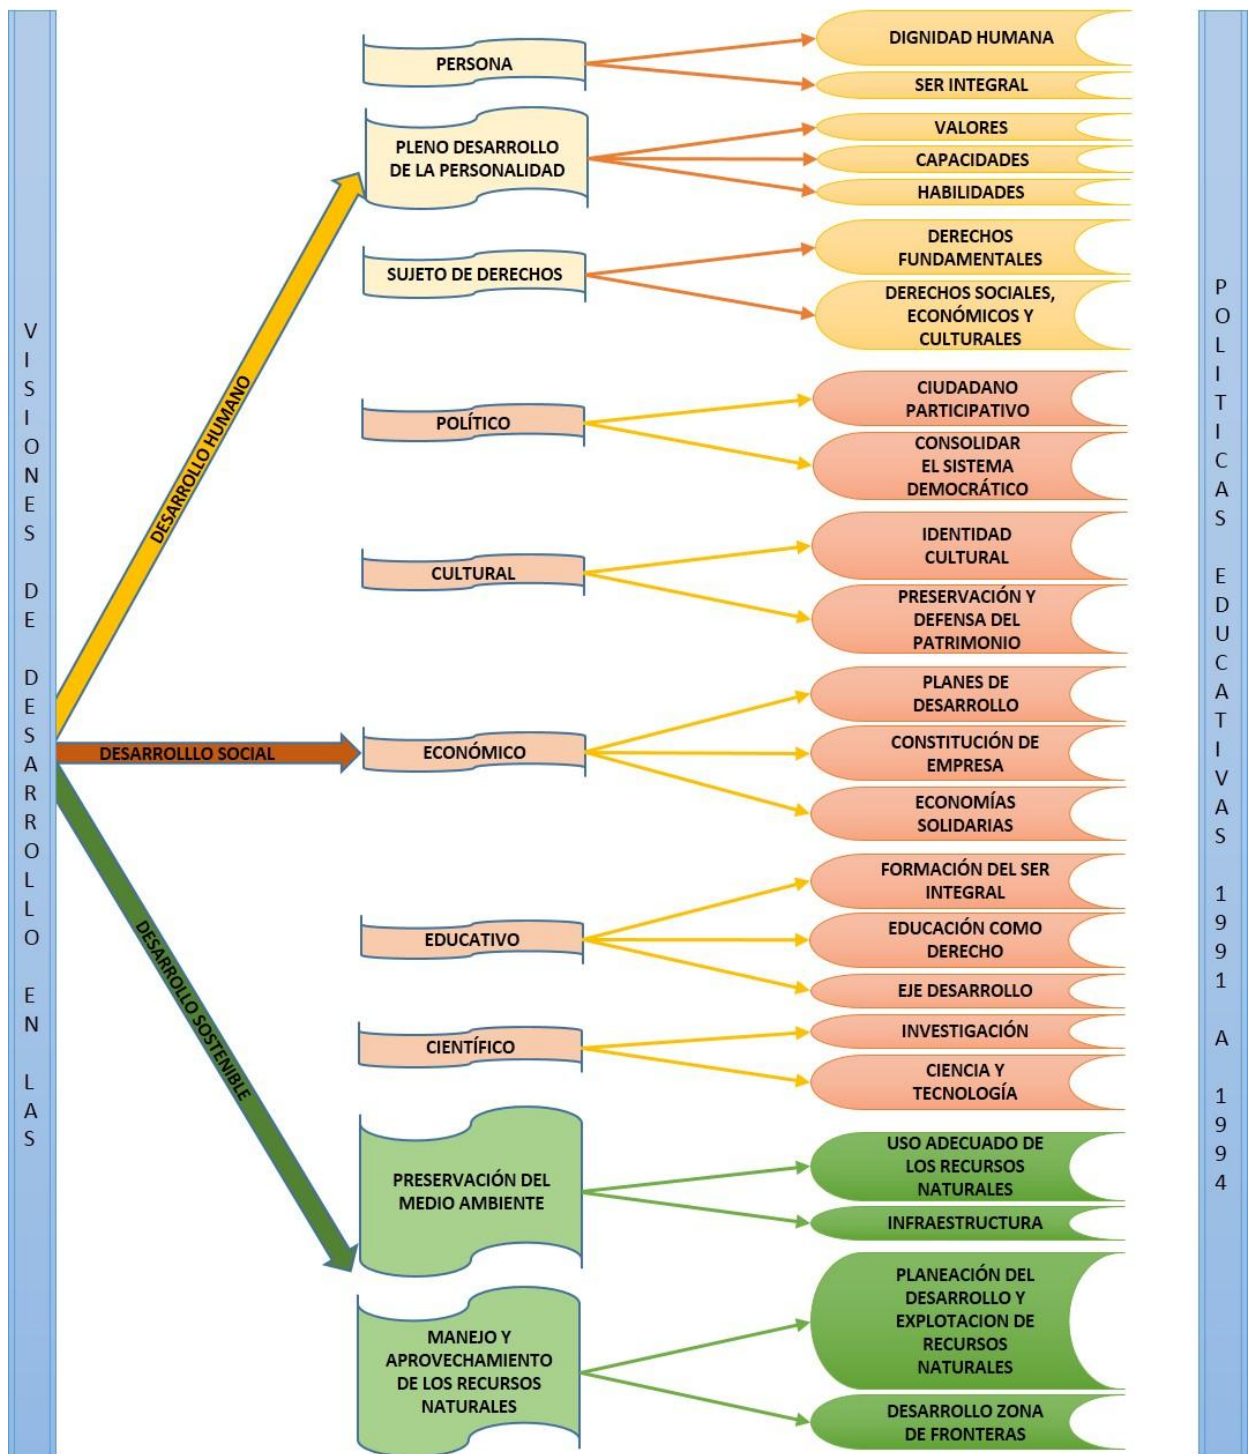 VISIONES DE DESARROLLO EN LAS
DESARROLLO HUMANO
PERSONA
DIGNIDAD HUMANA
SER INTEGRAL
PLENO DESARROLLO
DE LA PERSONALIDAD
VALORES
CAPACIDADES
HABILIDADES
SUJETO DE DERECHOS
DERECHOS
FUNDAMENTALES
DERECHOS SOCIALES,
ECONÓMICOS Y
CULTURALES
DESARROLLLO SOCIAL
POLÍTICO
CIUDADANO
PARTICIPATIVO
CONSOLIDAR
EL SISTEMA
DEMOCRÁTICO
CULTURAL
IDENTIDAD
CULTURAL
PRESERVACIÓN Y
DEFENSA DEL
PATRIMONIO
ECONÓMICO
PLANES DE
DESARROLLO
CONSTITUCIÓN DE
EMPRESA
ECONOMÍAS
SOLIDARIAS
EDUCATIVO
FORMACIÓN DEL SER
INTEGRAL
EDUCACIÓN COMO
DERECHO
EJE DESARROLLO
CIENTÍFICO
INVESTIGACIÓN
CIENCIA Y
TECNOLOGÍA
DESARROLLO SOSTENIBLE
PRESERVACIÓN DEL
MEDIO AMBIENTE
USO ADECUADO DE
LOS RECURSOS
NATURALES
INFRAESTRUCTURA
MANEJO Y
APROVECHAMIENTO
DE LOS RECURSOS
NATURALES
PLANEACIÓN DEL
DESARROLLO Y
EXPLOTACION DE
RECURSOS
NATURALES
DESARROLLO ZONA
DE FRONTERAS
POLITICAS EDUCATIVAS 1991 A 1994